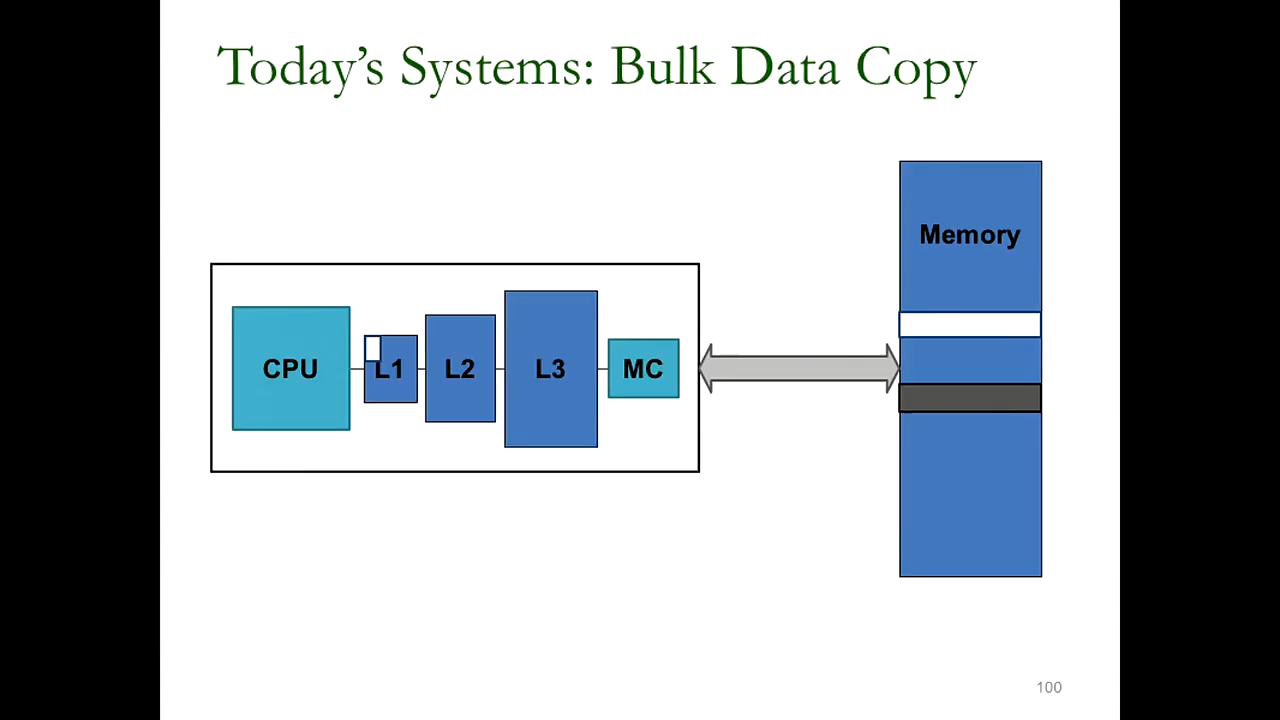 Today’s Systems: Bulk Data Copy
Memory
CPU
L1
L2
L3
MC
100